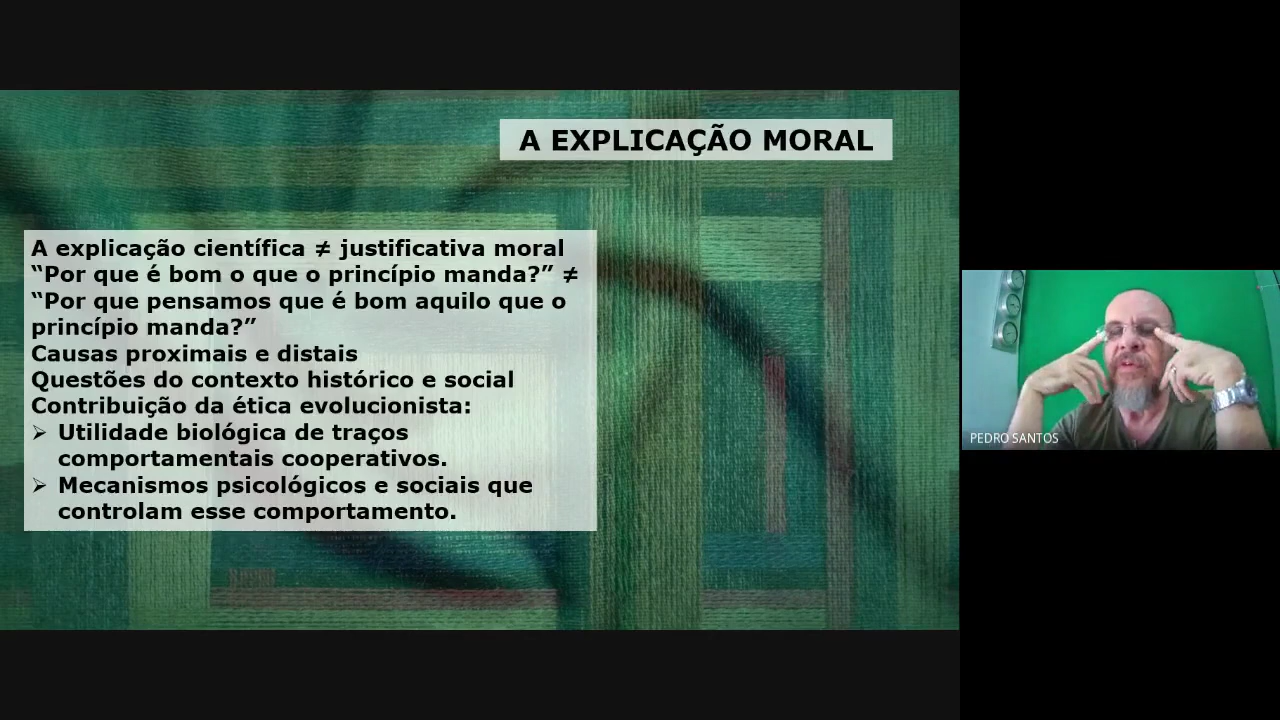 A EXPLICAÇÃO MORAL
A explicação científica ≠ justificativa moral
“Por que é bom o que o princípio manda?” ≠
“Por que pensamos que é bom aquilo que o
princípio manda?”
Causas proximais e distais
Questões do contexto histórico e social
Contribuição da ética evolucionista:
➢ Utilidade biológica de traços
comportamentais cooperativos.
➢ Mecanismos psicológicos e sociais que
controlam esse comportamento.
PEDRO SANTOS